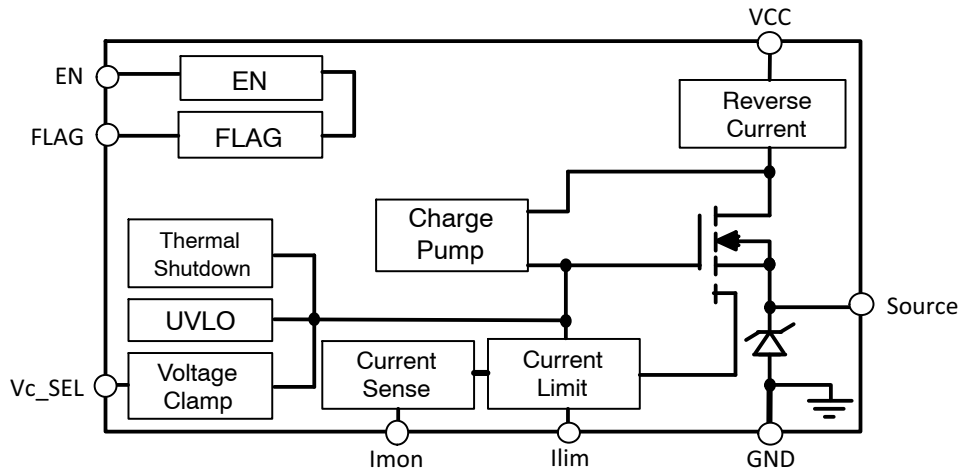 VCC
EN
EN
FLAG
FLAG
Reverse
Current
Charge
Pump
Thermal
Shutdown
UVLO
Source
Vc_SEL
Voltage
Clamp
Current
Sense
Current
Limit
Imon
Ilim
GND